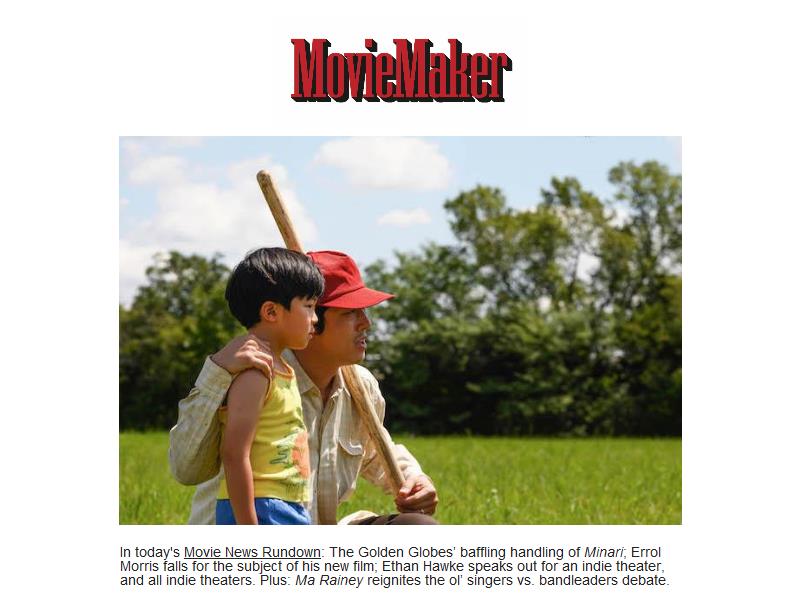 MovieMaker
In today's Movie News Rundown: The Golden Globes’ baffling handling of Minari; Errol
Morris falls for the subject of his new film; Ethan Hawke speaks out for an indie theater,
and all indie theaters. Plus: Ma Rainey reignites the ol’ singers vs. bandleaders debate.